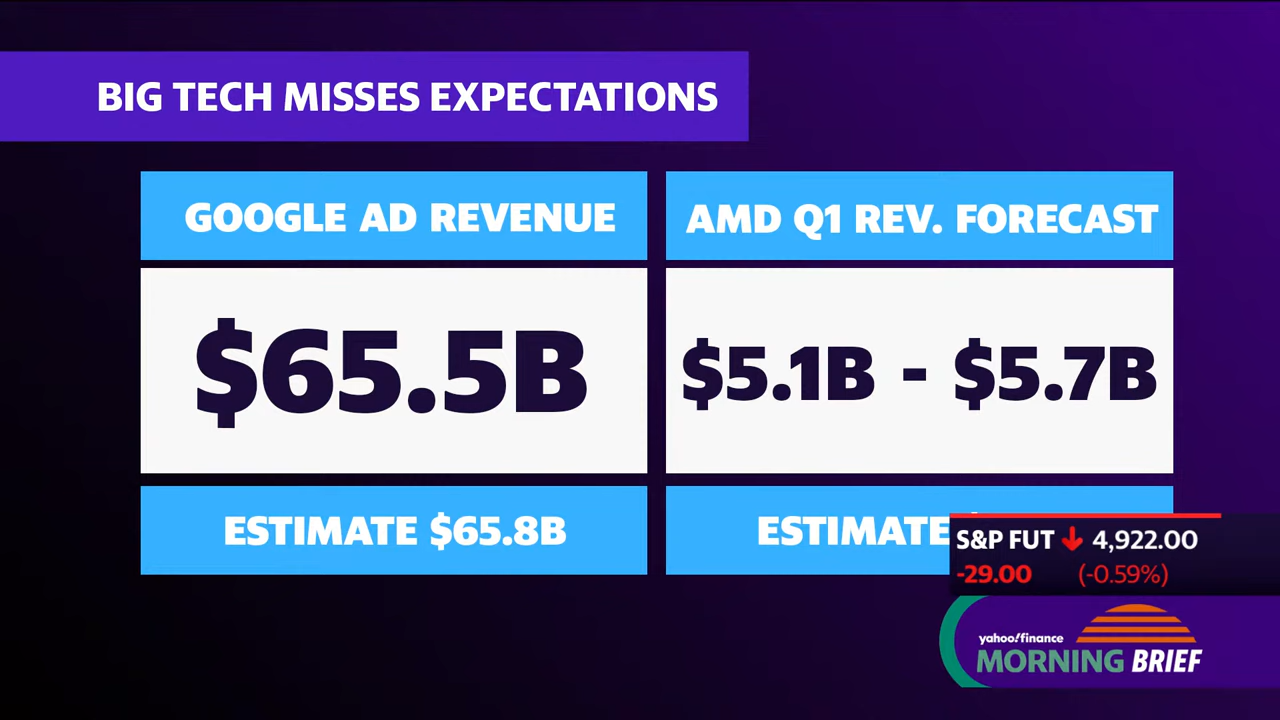 BIG TECH MISSES EXPECTATIONS
GOOGLE AD REVENUE
AMD Q1 REV. FORECAST
$65.5B
$5.1B - $5.7B
ESTIMATE $65.8B
ESTIMATE
S&P FUT 4,922.00
-29.00 (-0.59%)
yahoo!finance
MORNING BRIEF